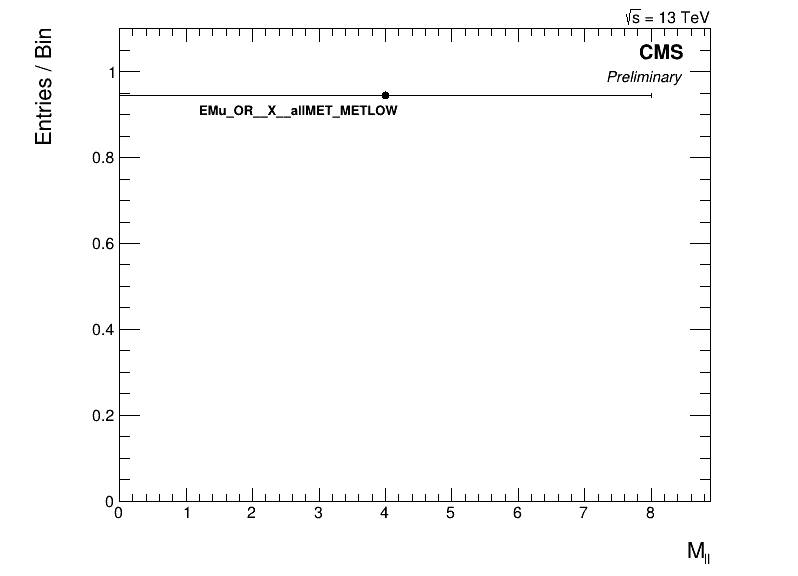 √s = 13 TeV
CMS
Preliminary
Entries / Bin
1
0.8
0.6
0.4
0.2
0
EMu_OR__X__allMET_METLOW
0 1 2 3 4 5 6 7 8
M_ll